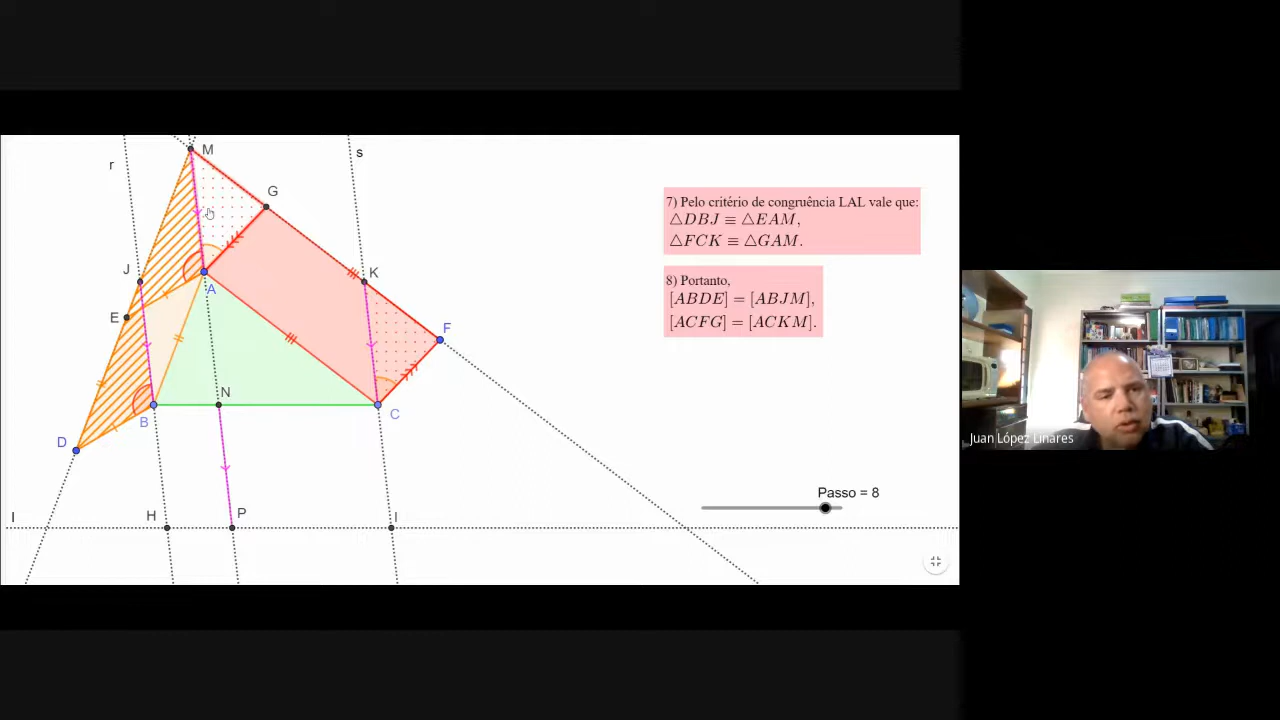 M
r
s
G
J
K
A
E
F
N
B
C
D
H
P
I
l
7) Pelo critério de congruência LAL vale que:
△DBJ ≡ △EAM,
△FCK ≡ △GAM.
8) Portanto,
[ABDE] = [ABJM],
[ACFG] = [ACKM].
Passo = 8
Juan López Linares